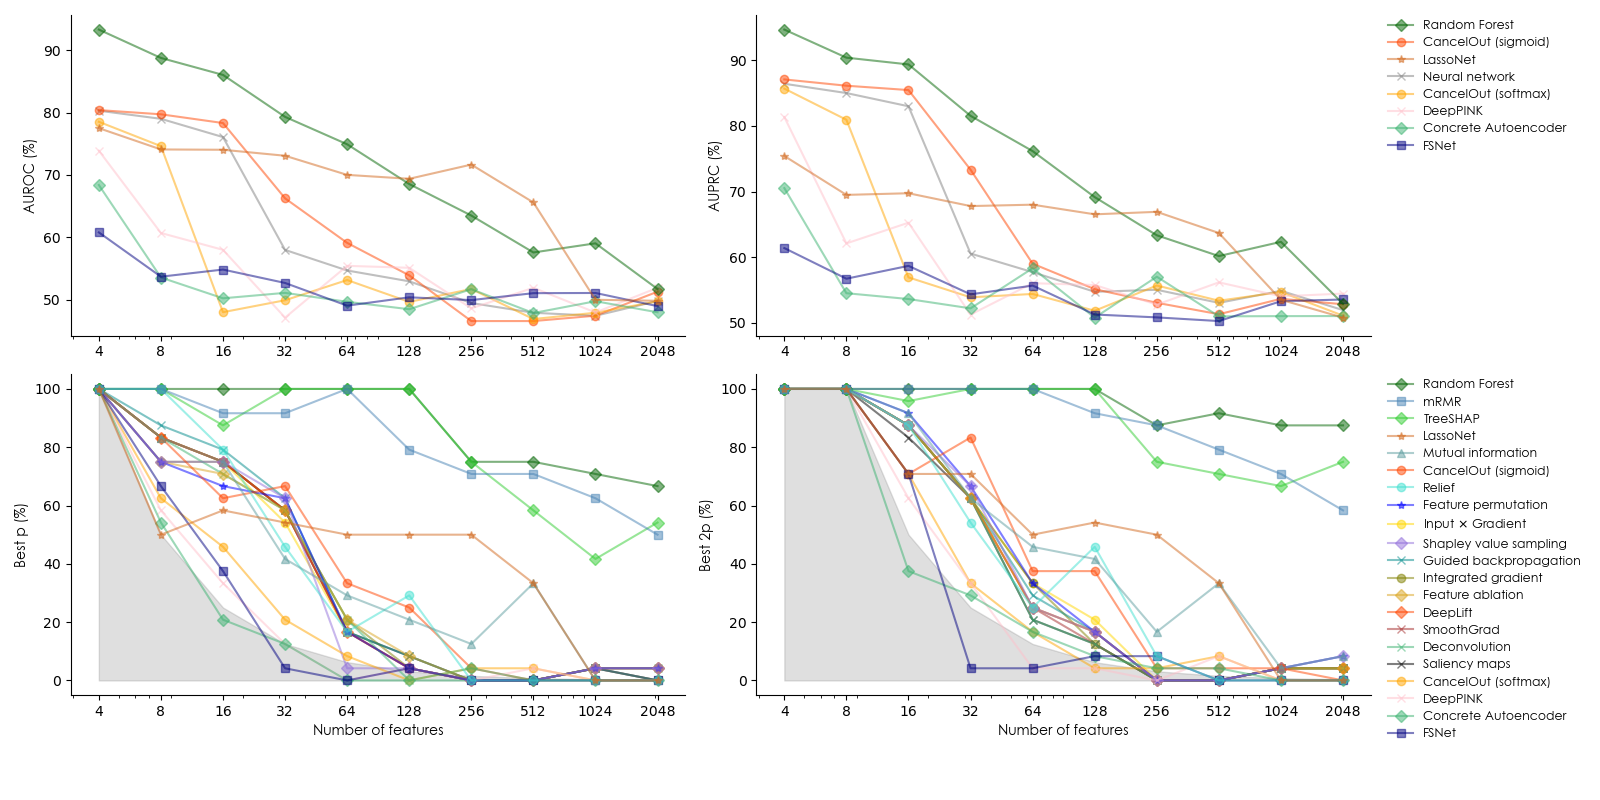 AUROC (%)
90
80
70
60
50
4 8 16 32 64 128 256 512 1024 2048
AUPRC (%)
90
80
70
60
50
4 8 16 32 64 128 256 512 1024 2048
Random Forest
CancelOut (sigmoid)
LassoNet
Neural network
CancelOut (softmax)
DeepPINK
Concrete Autoencoder
FSNet
Best p (%)
100
80
60
40
20
0
4 8 16 32 64 128 256 512 1024 2048
Number of features
Best 2p (%)
100
80
60
40
20
0
4 8 16 32 64 128 256 512 1024 2048
Number of features
Random Forest
mRMR
TreeSHAP
LassoNet
Mutual information
CancelOut (sigmoid)
Relief
Feature permutation
Input × Gradient
Shapley value sampling
Guided backpropagation
Integrated gradient
Feature ablation
DeepLift
SmoothGrad
Deconvolution
Saliency maps
CancelOut (softmax)
DeepPINK
Concrete Autoencoder
FSNet